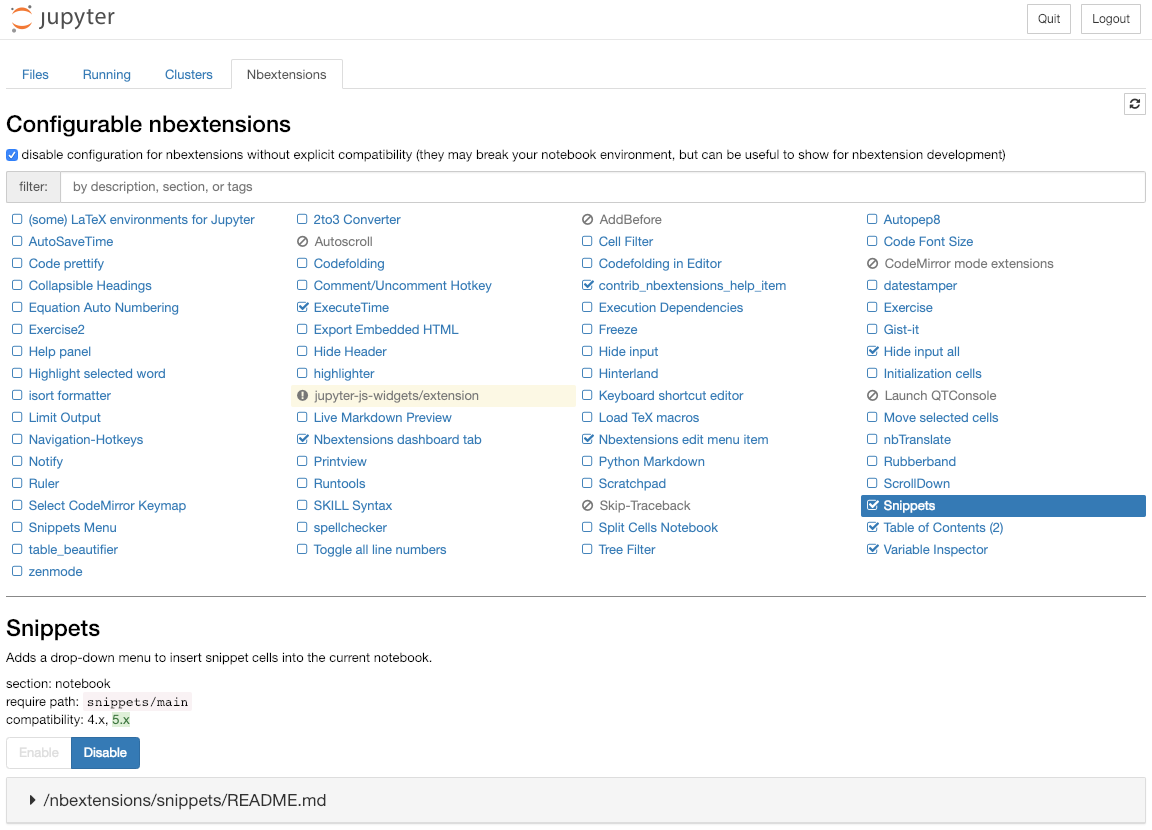 jupyter
Quit Logout
Files Running Clusters Nbextensions
Configurable nbextensions
disable configuration for nbextensions without explicit compatibility (they may break your notebook environment, but can be useful to show for nbextension development)
filter: by description, section, or tags
(some) LaTeX environments for Jupyter 2to3 Converter AddBefore Autopep8
AutoSaveTime Autoscroll Cell Filter Code Font Size
Code prettify Codefolding Codefolding in Editor CodeMirror mode extensions
Collapsible Headings Comment/Uncomment Hotkey contrib_nbextensions_help_item datestamper
Equation Auto Numbering ExecuteTime Execution Dependencies Exercise
Exercise2 Export Embedded HTML Freeze Gist-it
Help panel Hide Header Hide input Hide input all
Highlight selected word highlighter Hinterland Initialization cells
isort formatter jupyter-js-widgets/extension Keyboard shortcut editor Launch QTConsole
Limit Output Live Markdown Preview Load TeX macros Move selected cells
Navigation-Hotkeys Nbextensions dashboard tab Nbextensions edit menu item nbTranslate
Notify Printview Python Markdown Rubberband
Ruler Runtools Scratchpad ScrollDown
Select CodeMirror Keymap SKILL Syntax Skip-Traceback Snippets
Snippets Menu spellchecker Split Cells Notebook Table of Contents (2)
table_beautifier Toggle all line numbers Tree Filter Variable Inspector
zenmode
Snippets
Adds a drop-down menu to insert snippet cells into the current notebook.
section: notebook
require path: snippets/main
compatibility: 4.x, 5.x
Enable Disable
/nbextensions/snippets/README.md